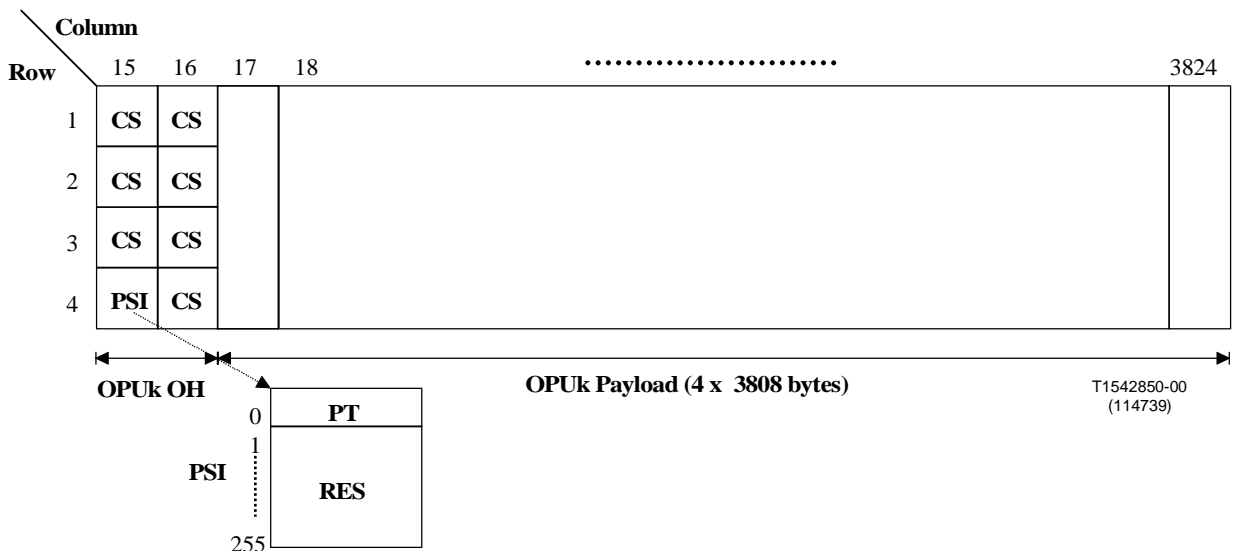 Column
Row 15 16 17 18 3824
1 CS CS
2 CS CS
3 CS CS
4 PSI CS
OPUk OH OPUk Payload (4 x 3808 bytes) T1542850-00
(114739)
0 PT
1
PSI RES
255